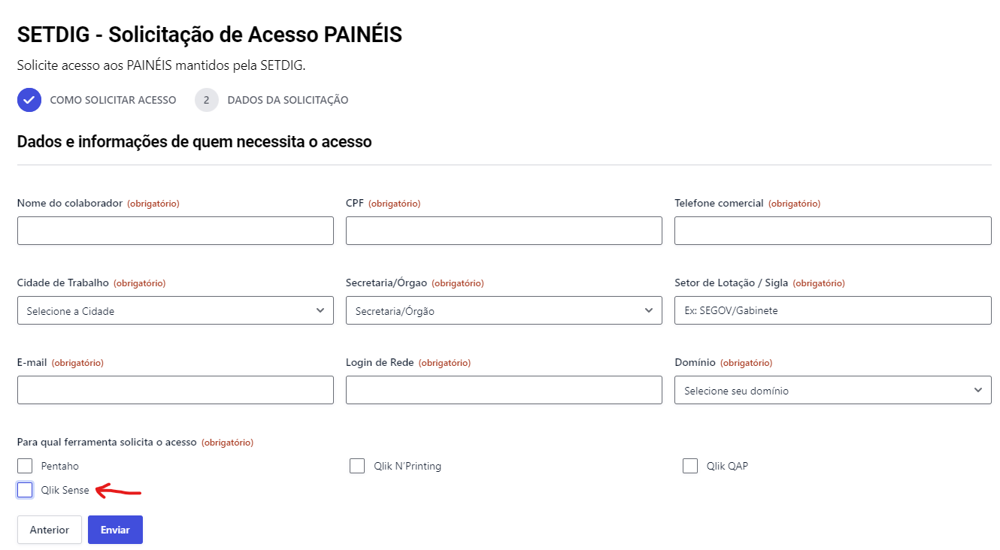 SETDIG - Solicitação de Acesso PAINÉIS
Solicite acesso aos PAINÉIS mantidos pela SETDIG.
COMO SOLICITAR ACESSO 2 DADOS DA SOLICITAÇÃO
Dados e informações de quem necessita o acesso
Nome do colaborador (obrigatório) CPF (obrigatório) Telefone comercial (obrigatório)
Cidade de Trabalho (obrigatório) Secretaria/Órgao (obrigatório) Setor de Lotação / Sigla (obrigatório)
Selecione a Cidade Secretaria/Órgão Ex: SEGOV/Gabinete
E-mail (obrigatório) Login de Rede (obrigatório) Domínio (obrigatório)
Selecione seu domínio
Para qual ferramenta solicita o acesso (obrigatório)
Pentaho Qlik N'Printing Qlik QAP
Qlik Sense
Anterior Enviar